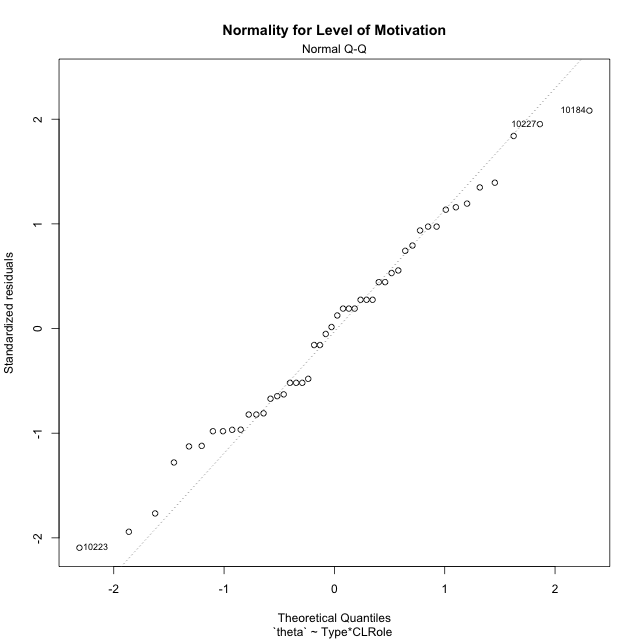 Normality for Level of Motivation
Normal Q-Q
Standardized residuals
2
1
0
-1
-2
10184
10227
10223
-2 -1 0 1 2
Theoretical Quantiles
`theta` ~ Type*CLRole